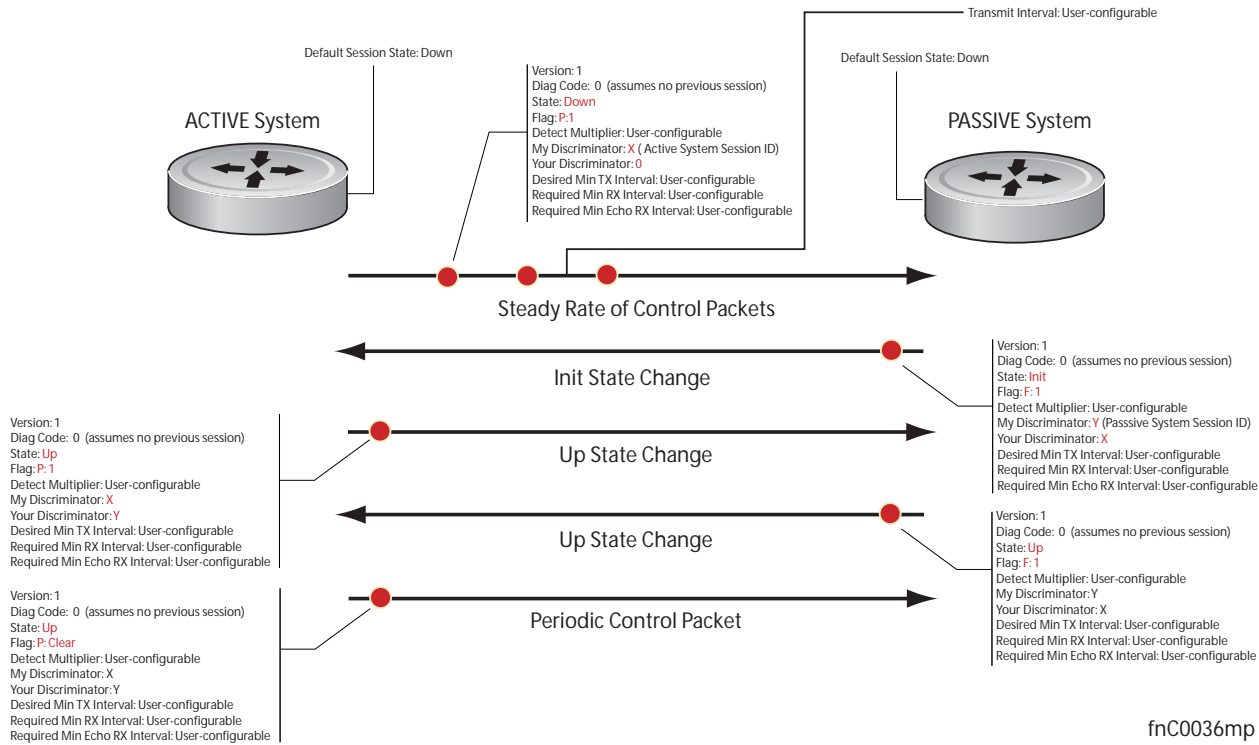 Transmit Interval: User-configurable
Default Session State: Down
Default Session State: Down
ACTIVE System
PASSIVE System
Version: 1
Diag Code: 0 (assumes no previous session)
State: Down
Flag: P:1
Detect Multiplier: User-configurable
My Discriminator: X ( Active System Session ID)
Your Discriminator: 0
Desired Min TX Interval: User-configurable
Required Min RX Interval: User-configurable
Required Min Echo RX Interval: User-configurable
Steady Rate of Control Packets
Init State Change
Version: 1
Diag Code: 0 (assumes no previous session)
State: Init
Flag: F: 1
Detect Multiplier: User-configurable
My Discriminator: Y (Passsive System Session ID)
Your Discriminator: X
Desired Min TX Interval: User-configurable
Required Min RX Interval: User-configurable
Required Min Echo RX Interval: User-configurable
Version: 1
Diag Code: 0 (assumes no previous session)
State: Up
Flag: P: 1
Detect Multiplier: User-configurable
My Discriminator: X
Your Discriminator: Y
Desired Min TX Interval: User-configurable
Required Min RX Interval: User-configurable
Required Min Echo RX Interval: User-configurable
Up State Change
Up State Change
Version: 1
Diag Code: 0 (assumes no previous session)
State: Up
Flag: F: 1
Detect Multiplier: User-configurable
My Discriminator: Y
Your Discriminator: X
Desired Min TX Interval: User-configurable
Required Min RX Interval: User-configurable
Required Min Echo RX Interval: User-configurable
Version: 1
Diag Code: 0 (assumes no previous session)
State: Up
Flag: P: Clear
Detect Multiplier: User-configurable
My Discriminator: X
Your Discriminator: Y
Desired Min TX Interval: User-configurable
Required Min RX Interval: User-configurable
Required Min Echo RX Interval: User-configurable
Periodic Control Packet
fnC0036mp